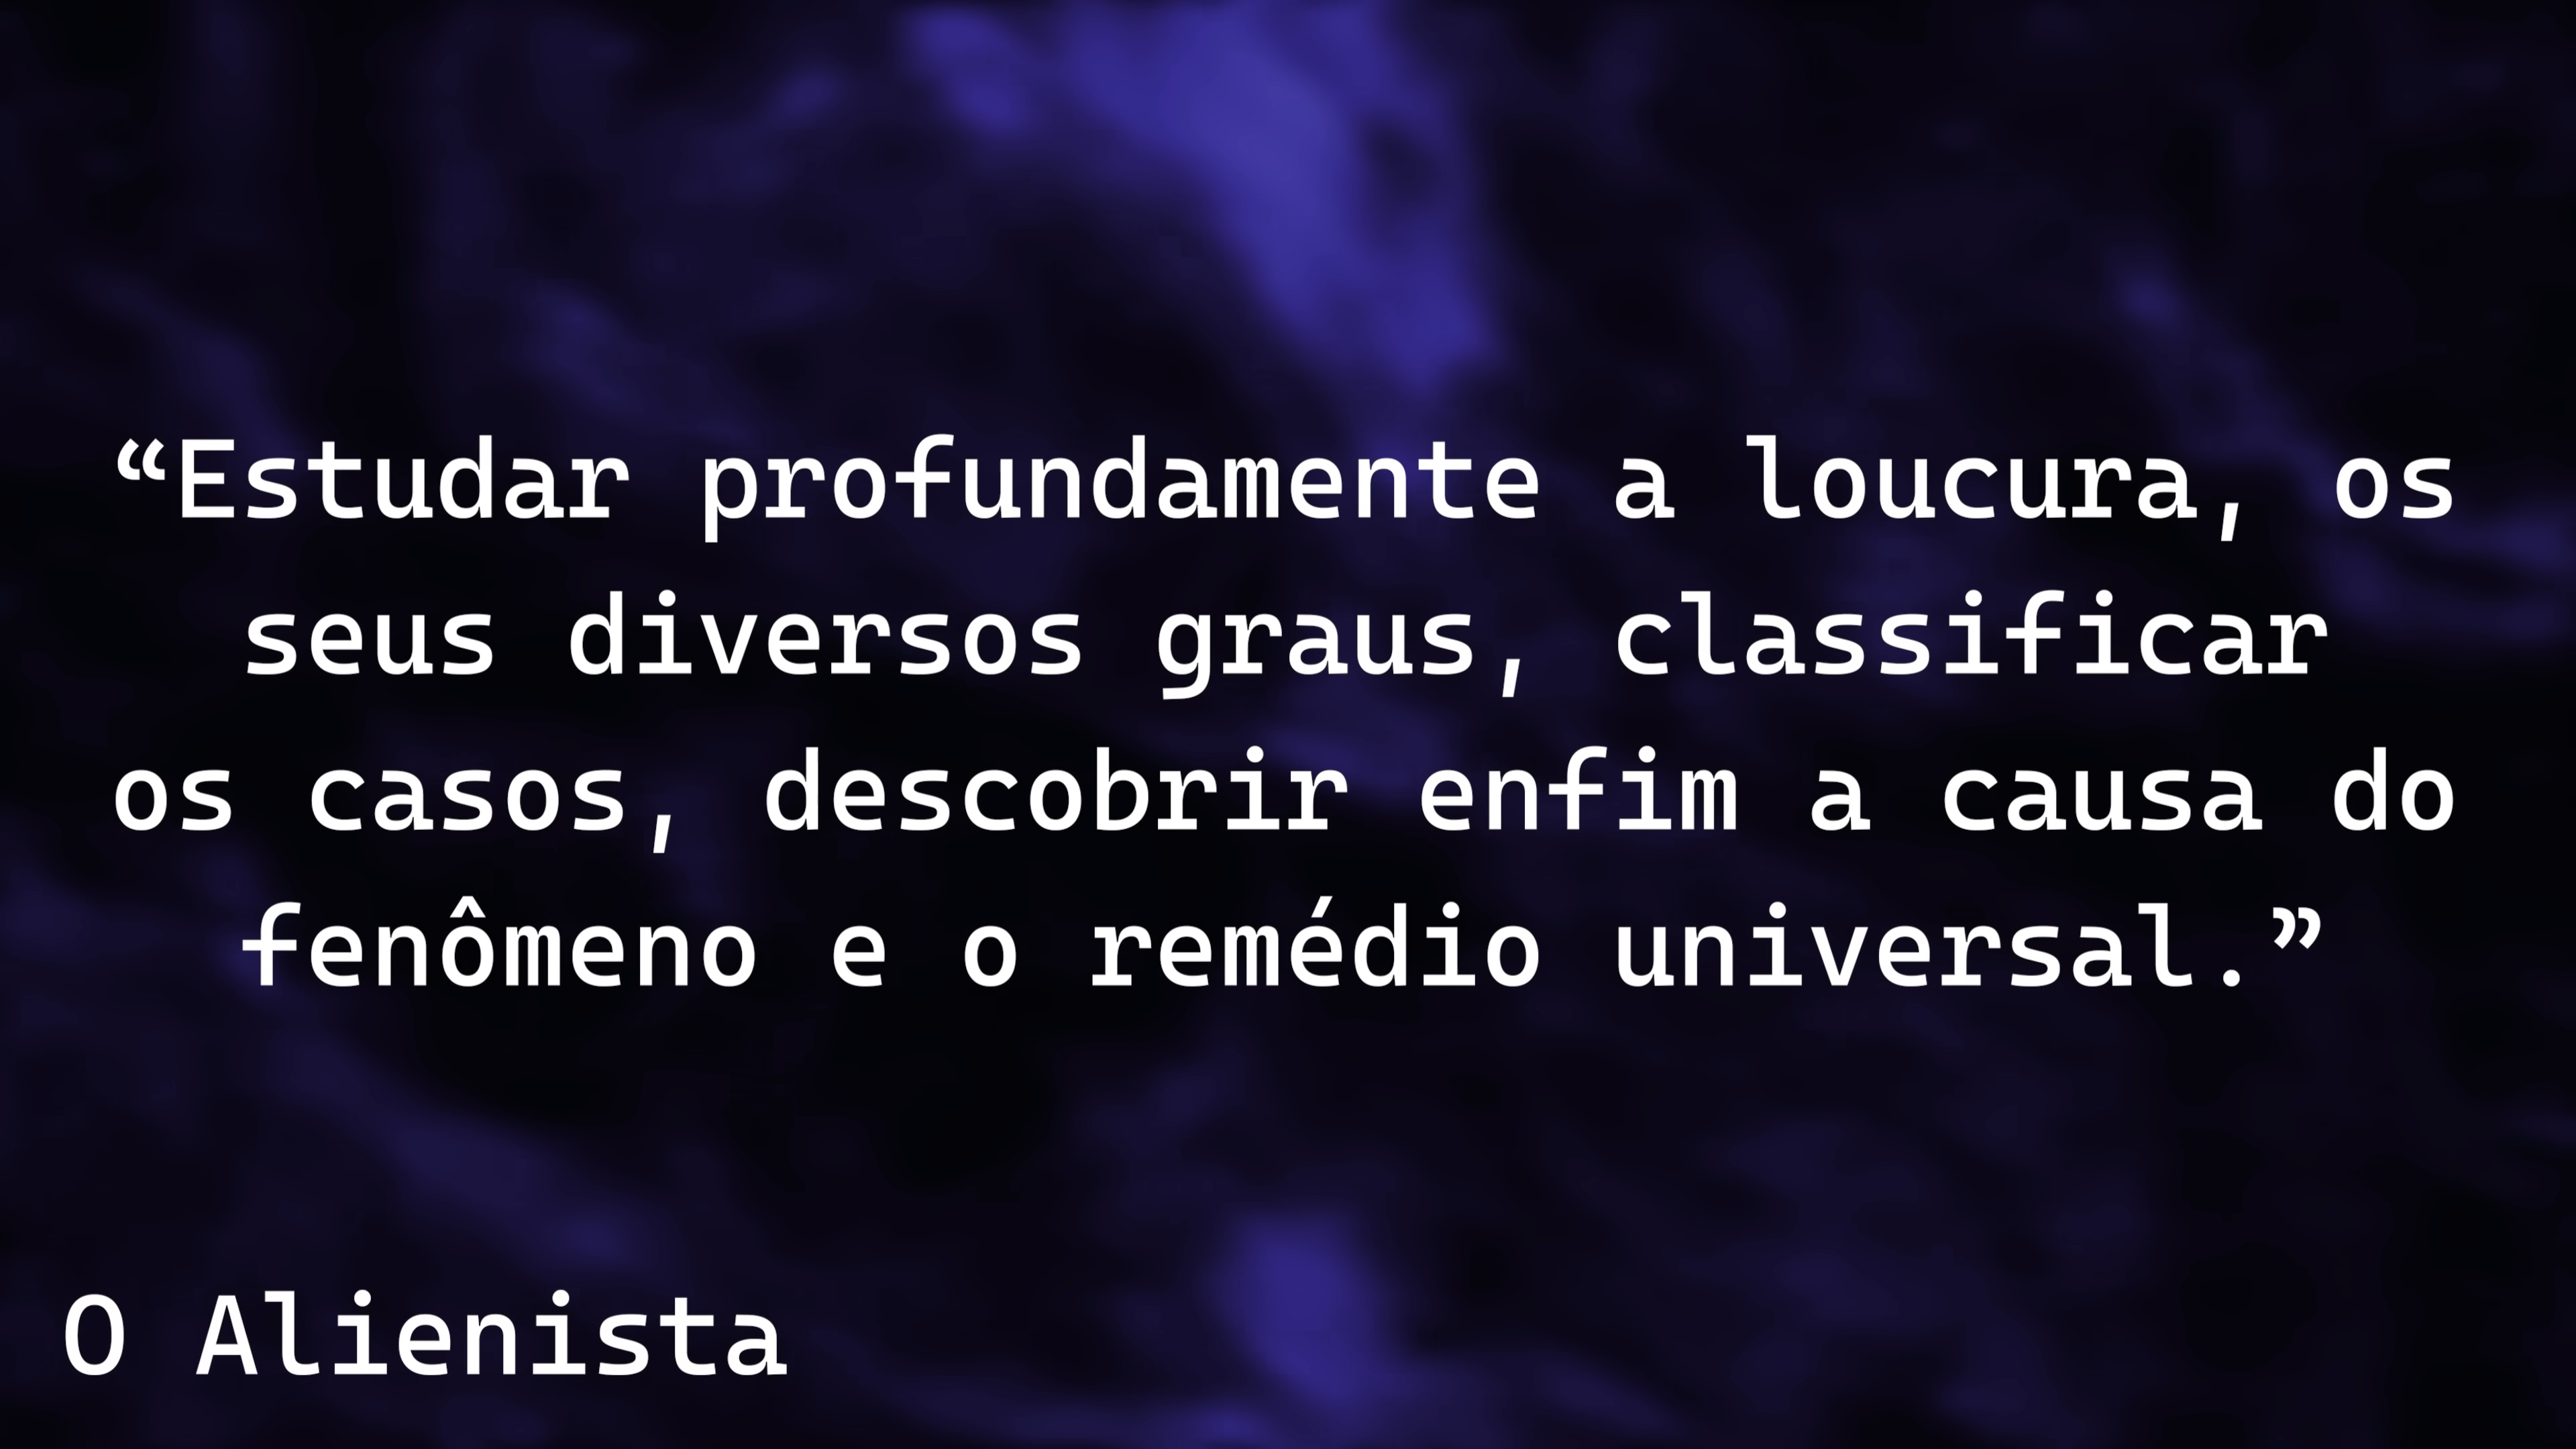 “Estudar profundamente a loucura, os
seus diversos graus, classificar
os casos, descobrir enfim a causa do
fenômeno e o remédio universal.”
O Alienista